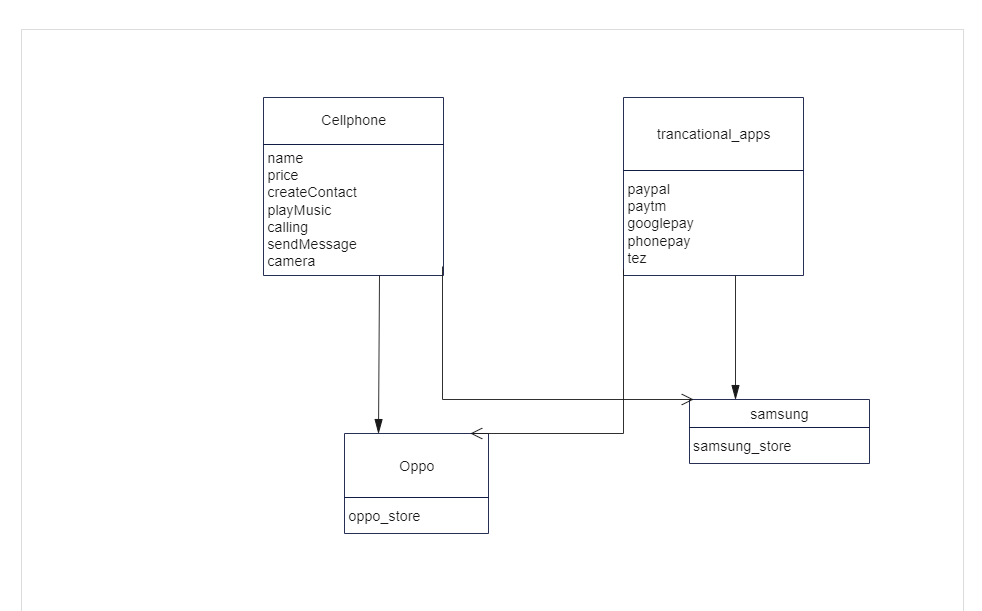 Cellphone
name
price
createContact
playMusic
calling
sendMessage
camera
trancational_apps
paypal
paytm
googlepay
phonepay
tez
samsung
samsung_store
Oppo
oppo_store